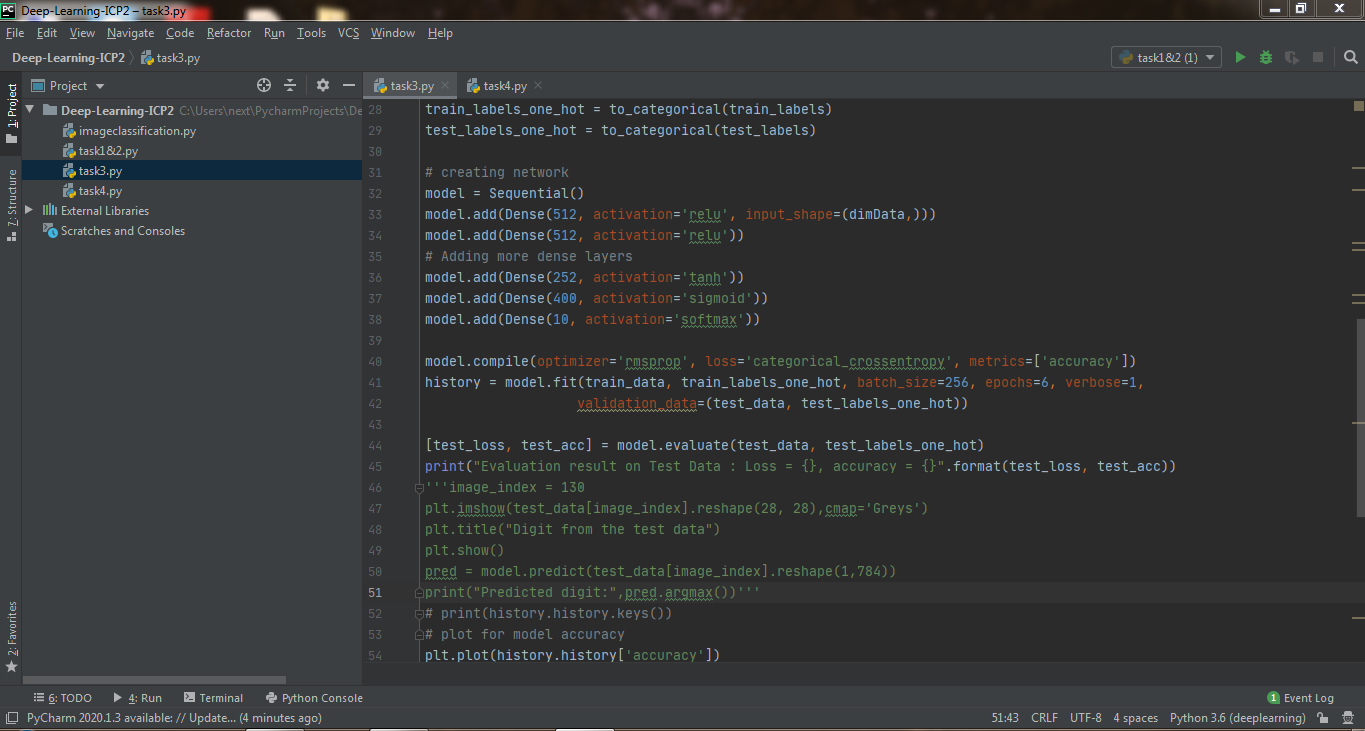 PC Deep-Learning-ICP2 – task3.py
File Edit View Navigate Code Refactor Run Tools VCS Window Help
Deep-Learning-ICP2 task3.py task1&2 (1)
1: Project
7: Structure
2: Favorites
Project
Deep-Learning-ICP2 C:\Users\next\PycharmProjects\De
imageclassification.py
task1&2.py
task3.py
task4.py
External Libraries
Scratches and Consoles
task3.py task4.py
28 train_labels_one_hot = to_categorical(train_labels)
29 test_labels_one_hot = to_categorical(test_labels)
30
31 # creating network
32 model = Sequential()
33 model.add(Dense(512, activation='relu', input_shape=(dimData,)))
34 model.add(Dense(512, activation='relu'))
35 # Adding more dense layers
36 model.add(Dense(252, activation='tanh'))
37 model.add(Dense(400, activation='sigmoid'))
38 model.add(Dense(10, activation='softmax'))
39
40 model.compile(optimizer='rmsprop', loss='categorical_crossentropy', metrics=['accuracy'])
41 history = model.fit(train_data, train_labels_one_hot, batch_size=256, epochs=6, verbose=1,
42 validation_data=(test_data, test_labels_one_hot))
43
44 [test_loss, test_acc] = model.evaluate(test_data, test_labels_one_hot)
45 print("Evaluation result on Test Data : Loss = {}, accuracy = {}".format(test_loss, test_acc))
46 '''image_index = 130
47 plt.imshow(test_data[image_index].reshape(28, 28),cmap='Greys')
48 plt.title("Digit from the test data")
49 plt.show()
50 pred = model.predict(test_data[image_index].reshape(1,784))
51 print("Predicted digit:",pred.argmax())'''
52 # print(history.history.keys())
53 # plot for model accuracy
54 plt.plot(history.history['accuracy'])
6: TODO 4: Run Terminal Python Console 1 Event Log
PyCharm 2020.1.3 available: // Update... (4 minutes ago) 51:43 CRLF UTF-8 4 spaces Python 3.6 (deeplearning)